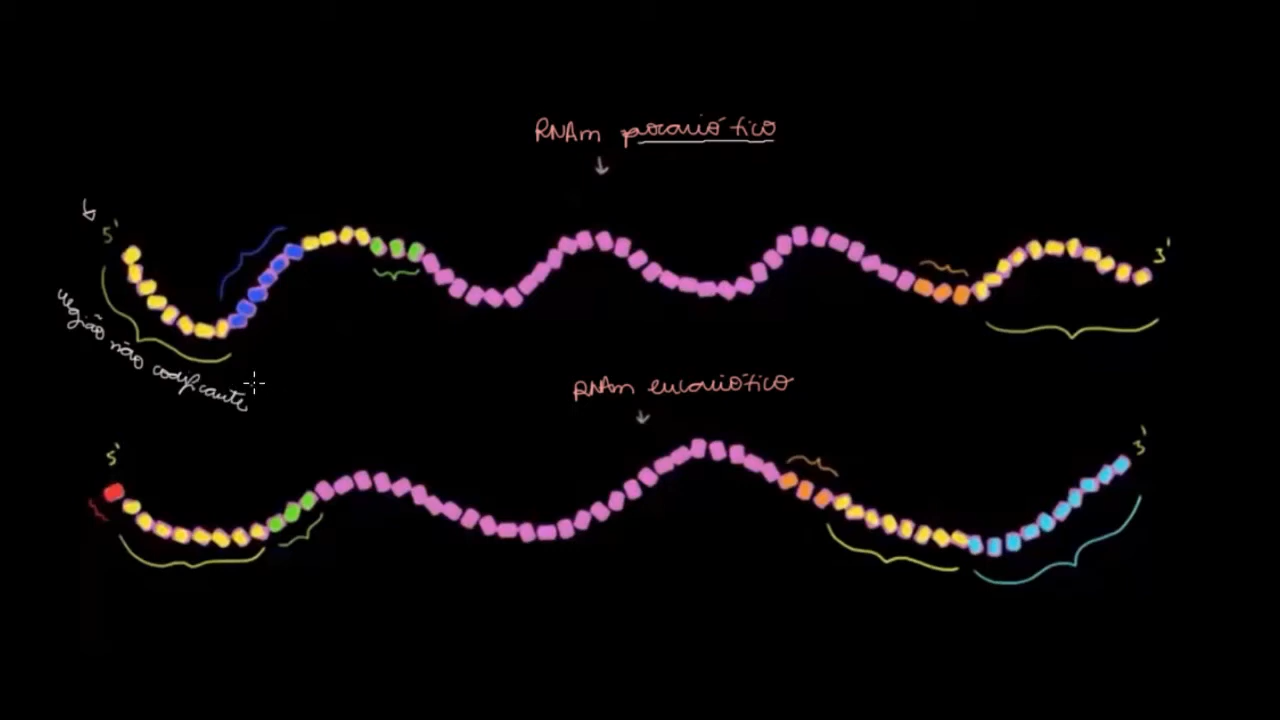 RNAm procariótico
5'
3'
região não codificante
RNAm eucariótico
5'
3'